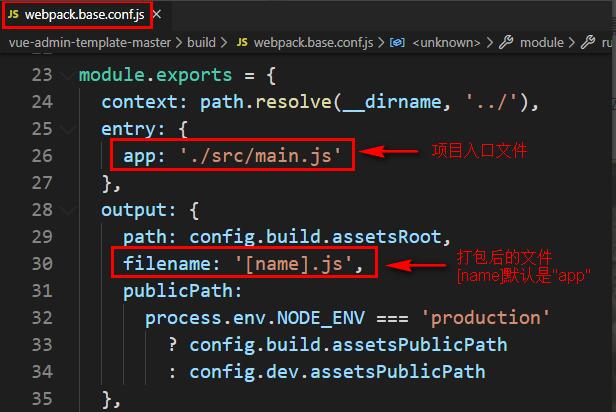 JS webpack.base.conf.js ×
vue-admin-template-master > build > JS webpack.base.conf.js > <unknown> > module > ru
23 module.exports = {
24 context: path.resolve(__dirname, '../'),
25 entry: {
26 app: './src/main.js' 项目入口文件
27 },
28 output: {
29 path: config.build.assetsRoot,
30 filename: '[name].js', 打包后的文件
[name]默认是"app"
31 publicPath:
32 process.env.NODE_ENV === 'production'
33 ? config.build.assetsPublicPath
34 : config.dev.assetsPublicPath
35 },